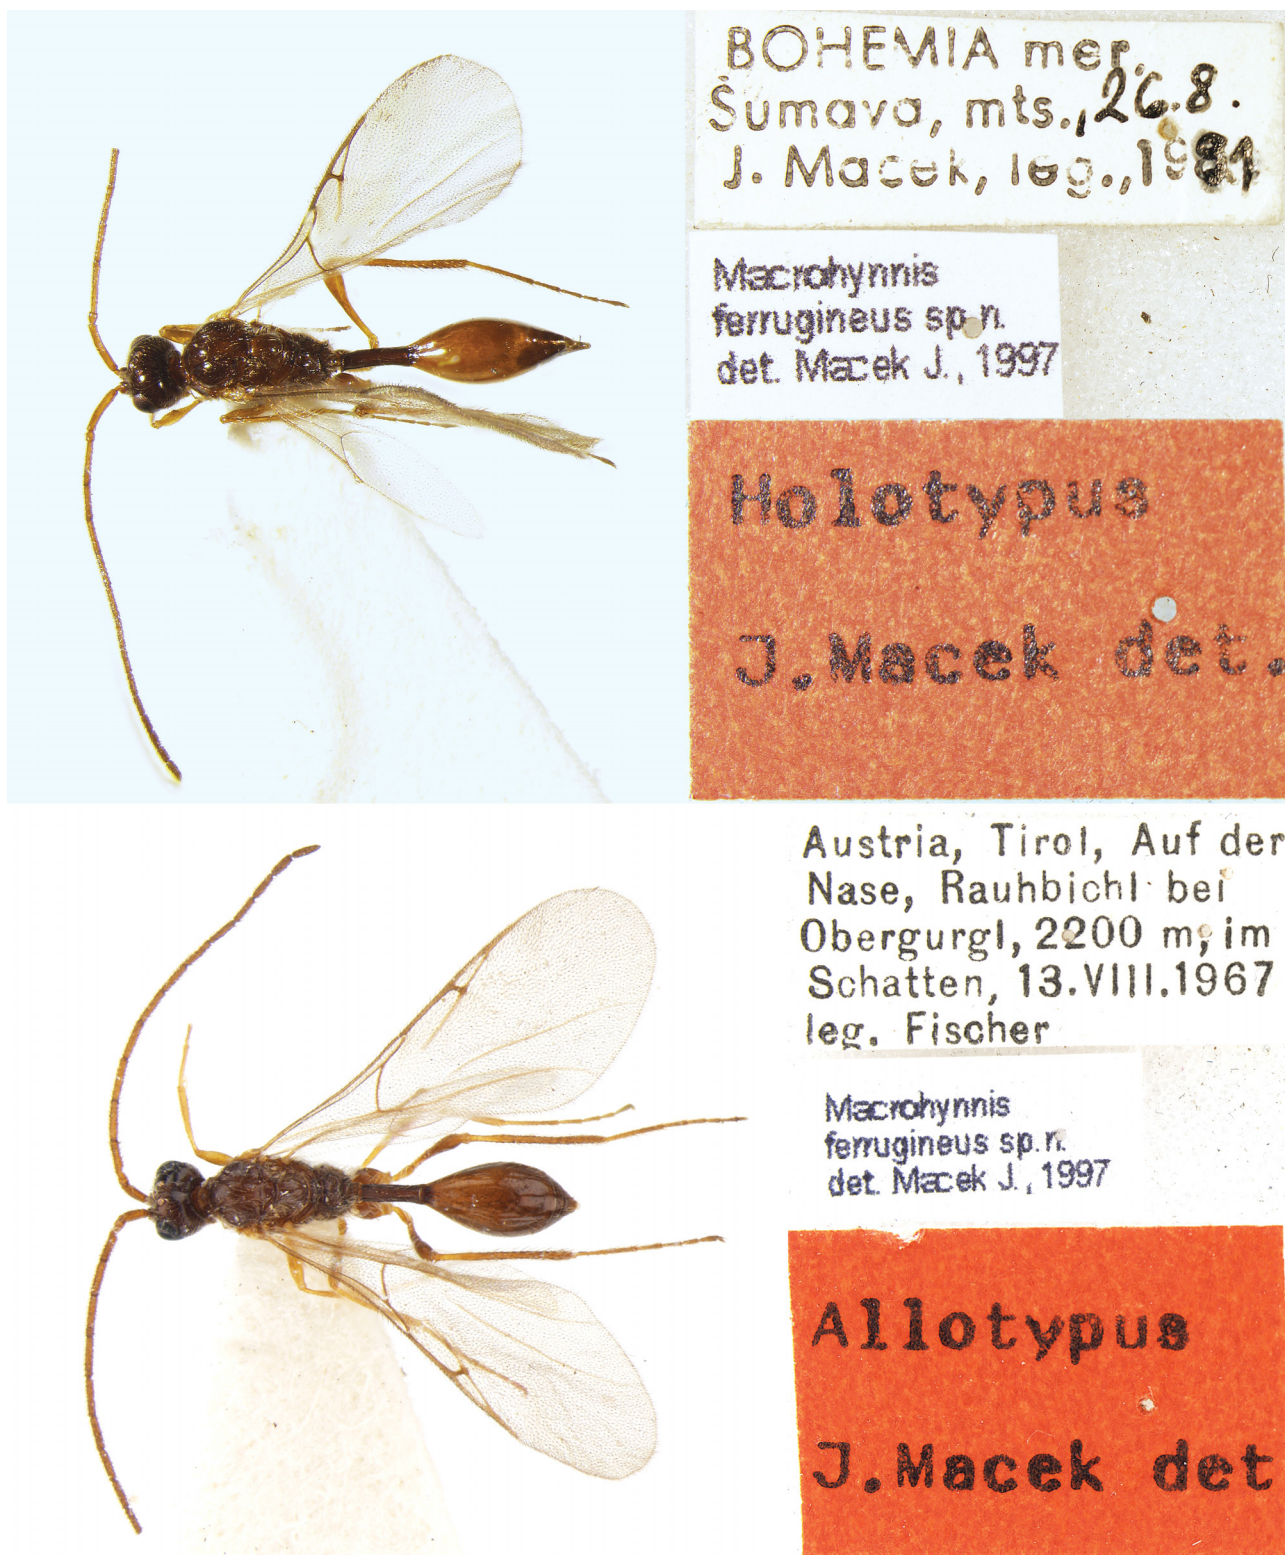 BOHEMIA mer.
Šumava, mts., 26.8.
J. Macek, leg., 1981
Macrohynnis
ferrugineus sp.n.
det. Macek J., 1997
Holotypus
J.Macek det.
Austria, Tirol, Auf der
Nase, Rauhbichl bei
Obergurgl, 2200 m, im
Schatten, 13.VIII.1967
leg. Fischer
Macrohynnis
ferrugineus sp.n.
det. Macek J., 1997
Allotypus
J.Macek det